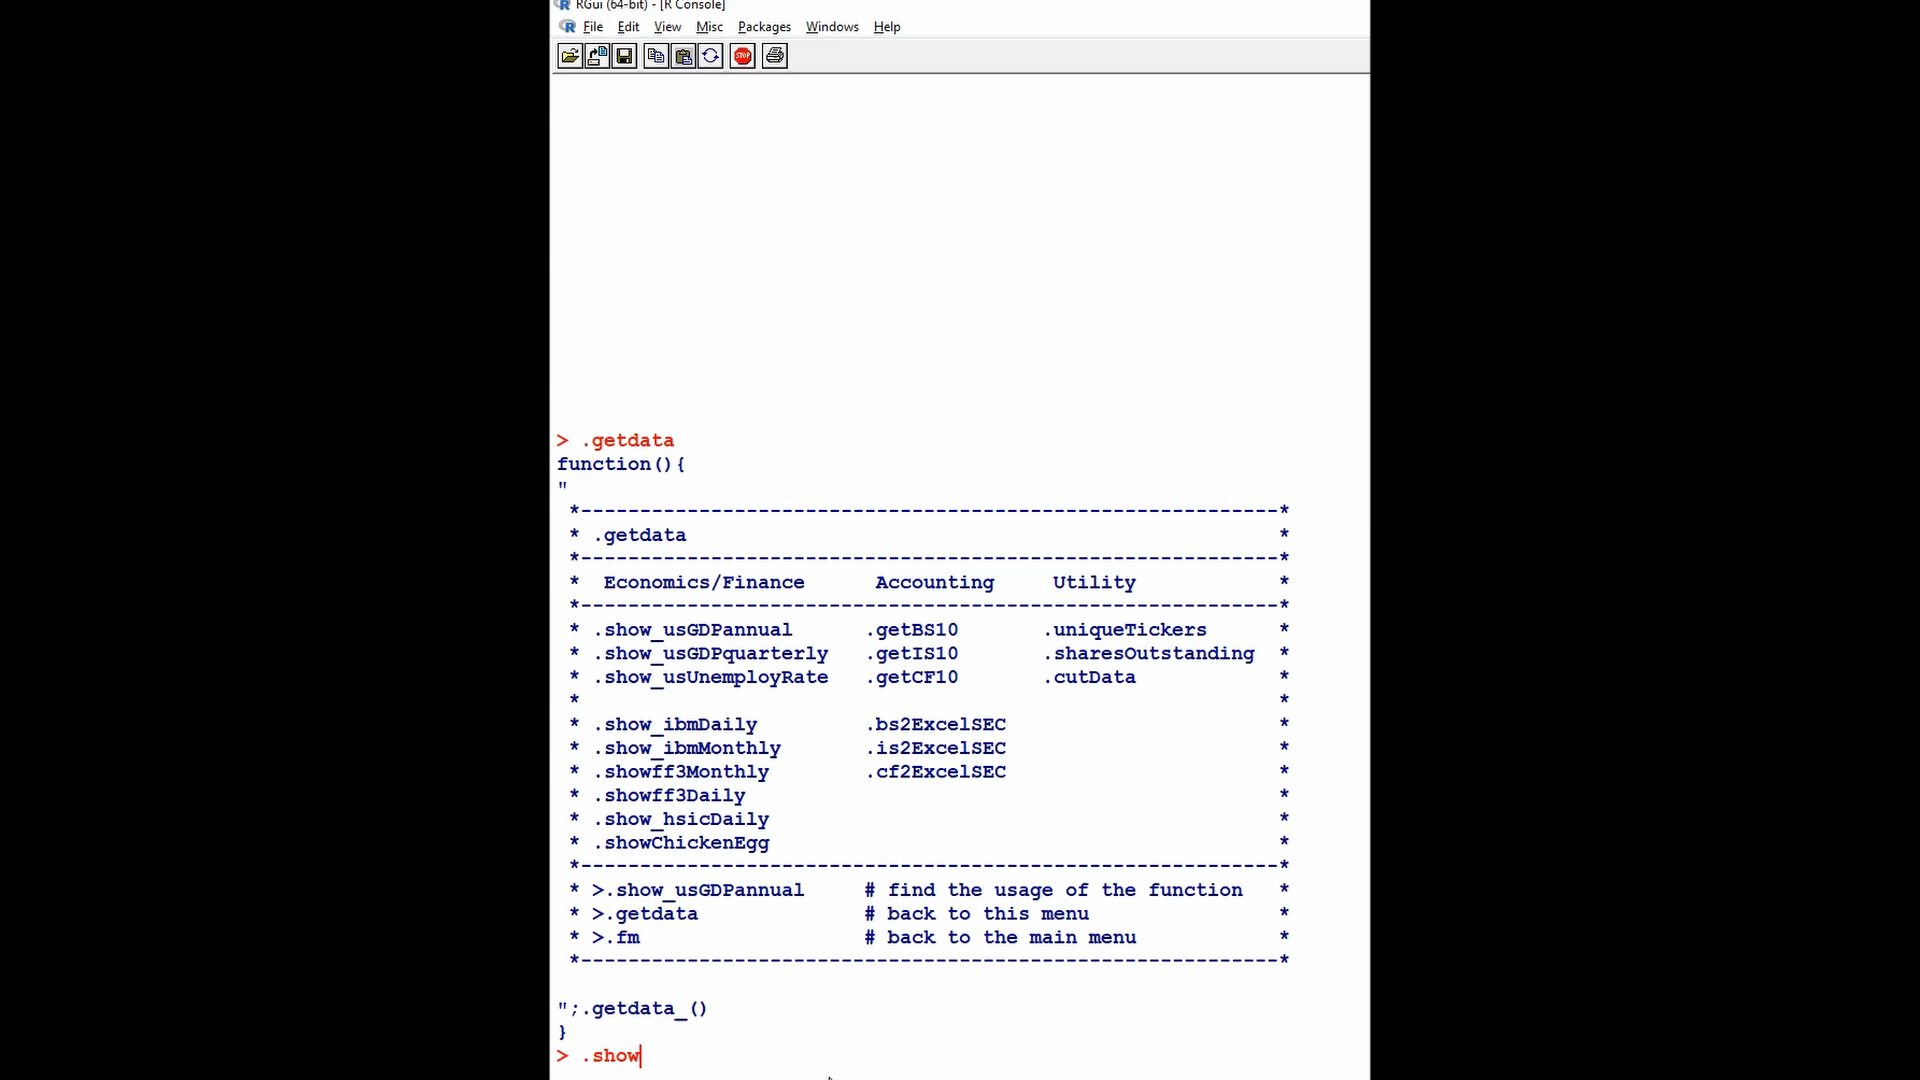 RGui (64-bit) - [R Console]
File Edit View Misc Packages Windows Help
STOP
> .getdata
function(){
"
*-----------------------------------------------------------*
* .getdata *
*-----------------------------------------------------------*
* Economics/Finance Accounting Utility *
*-----------------------------------------------------------*
* .show_usGDPannual .getBS10 .uniqueTickers *
* .show_usGDPquarterly .getIS10 .sharesOutstanding *
* .show_usUnemployRate .getCF10 .cutData *
* *
* .show_ibmDaily .bs2ExcelSEC *
* .show_ibmMonthly .is2ExcelSEC *
* .showff3Monthly .cf2ExcelSEC *
* .showff3Daily *
* .show_hsicDaily *
* .showChickenEgg *
*-----------------------------------------------------------*
* >.show_usGDPannual # find the usage of the function *
* >.getdata # back to this menu *
* >.fm # back to the main menu *
*-----------------------------------------------------------*
";.getdata_()
}
> .show